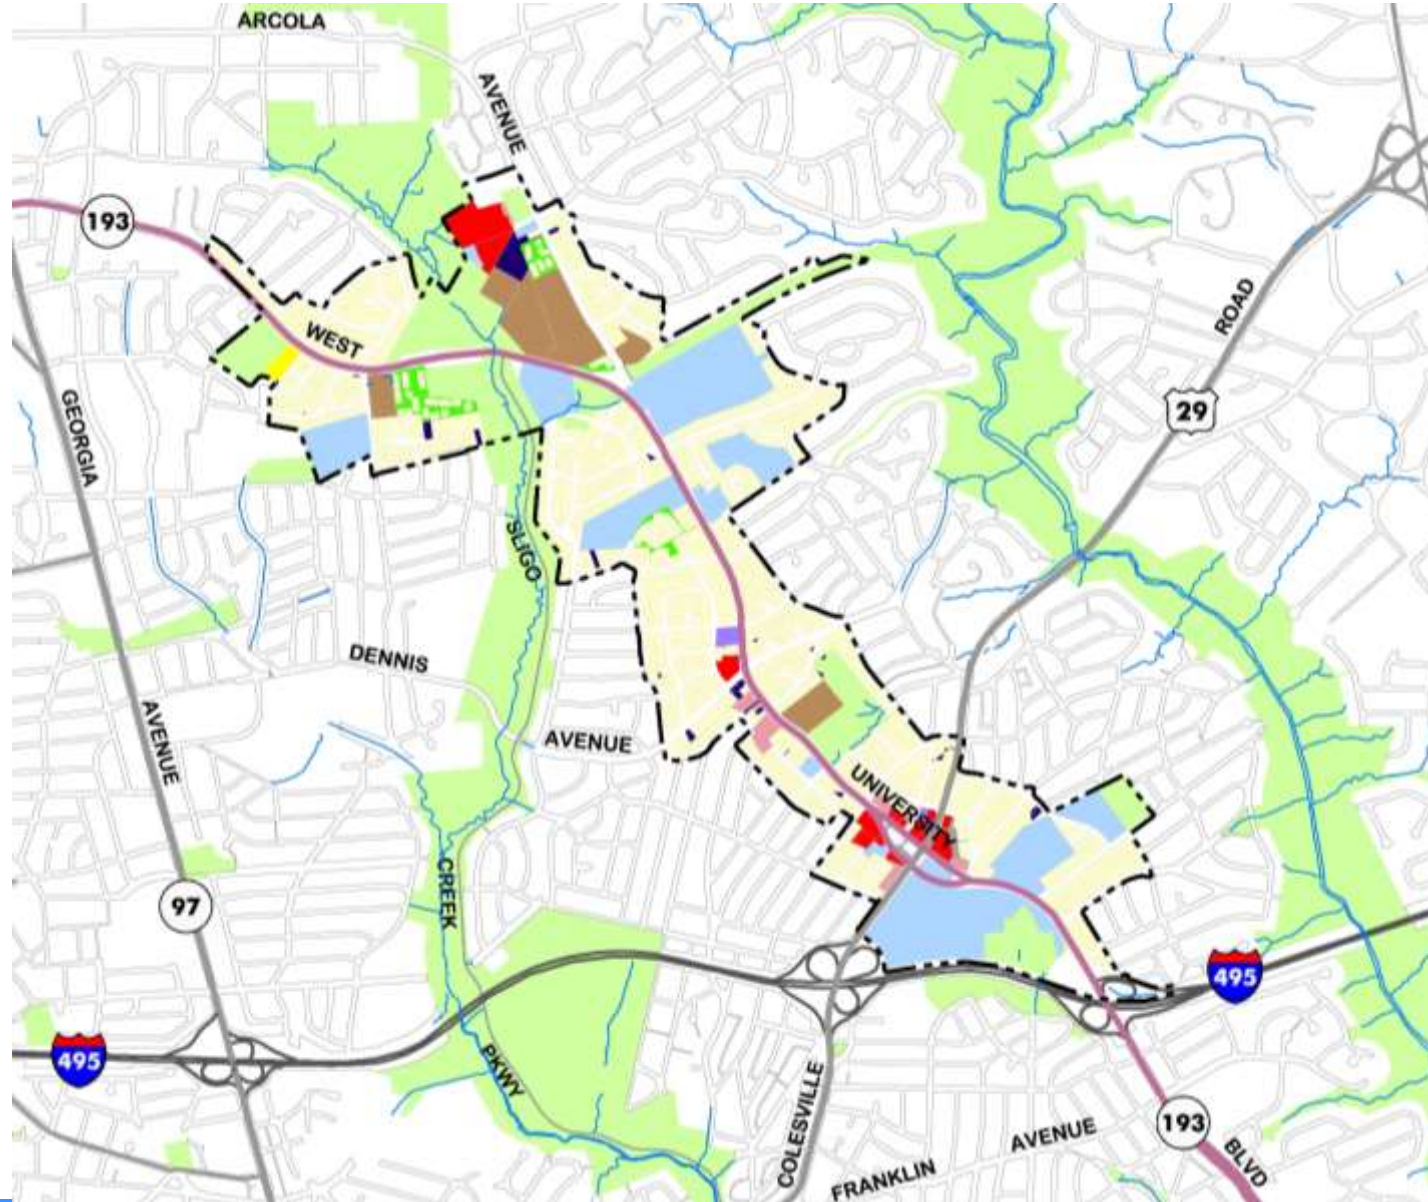 ARCOLA
AVENUE
193
WEST
ROAD
29
GEORGIA
SLIGO
DENNIS
AVENUE
AVENUE
UNIVERSITY
CREEK
97
495
495
PKWY
COLESVILLE
193
AVENUE
FRANKLIN
BLVD